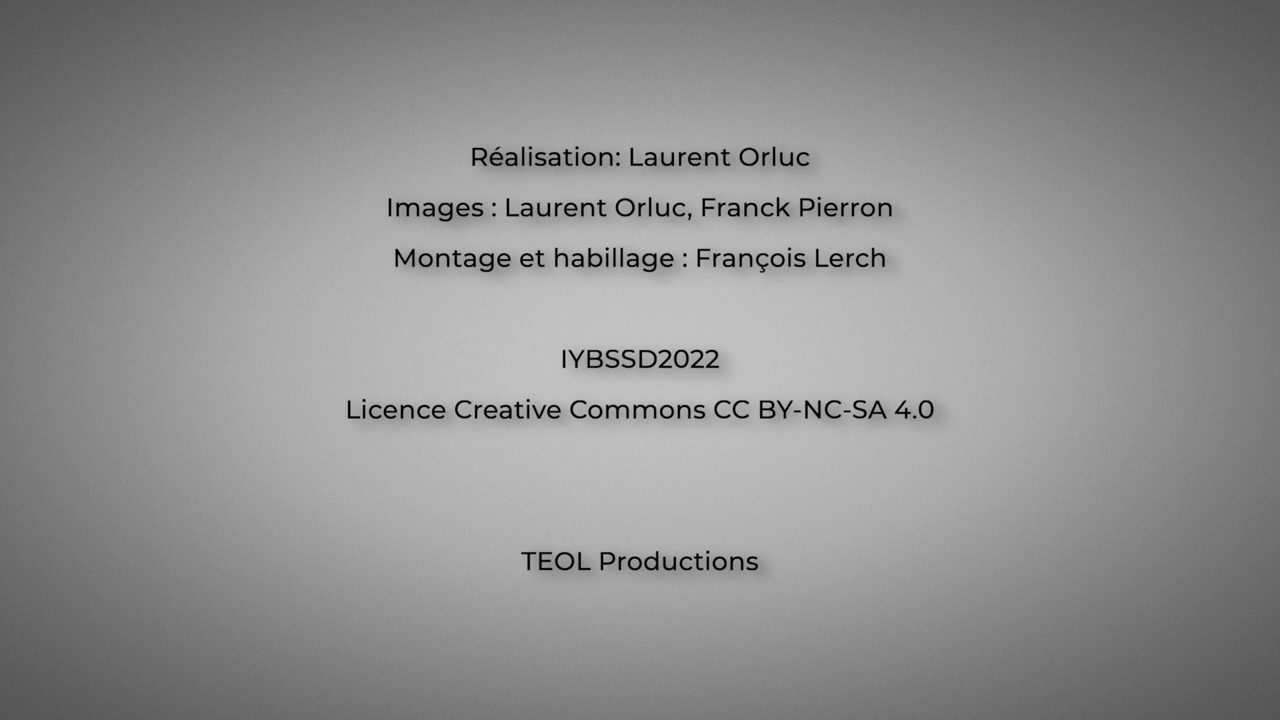 Réalisation: Laurent Orluc
Images : Laurent Orluc, Franck Pierron
Montage et habillage : François Lerch
IYBSSD2022
Licence Creative Commons CC BY-NC-SA 4.0
TEOL Productions